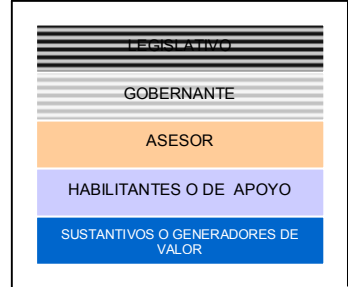 LEGISLATIVO
GOBERNANTE
ASESOR
HABILITANTES O DE APOYO
SUSTANTIVOS O GENERADORES DE
VALOR